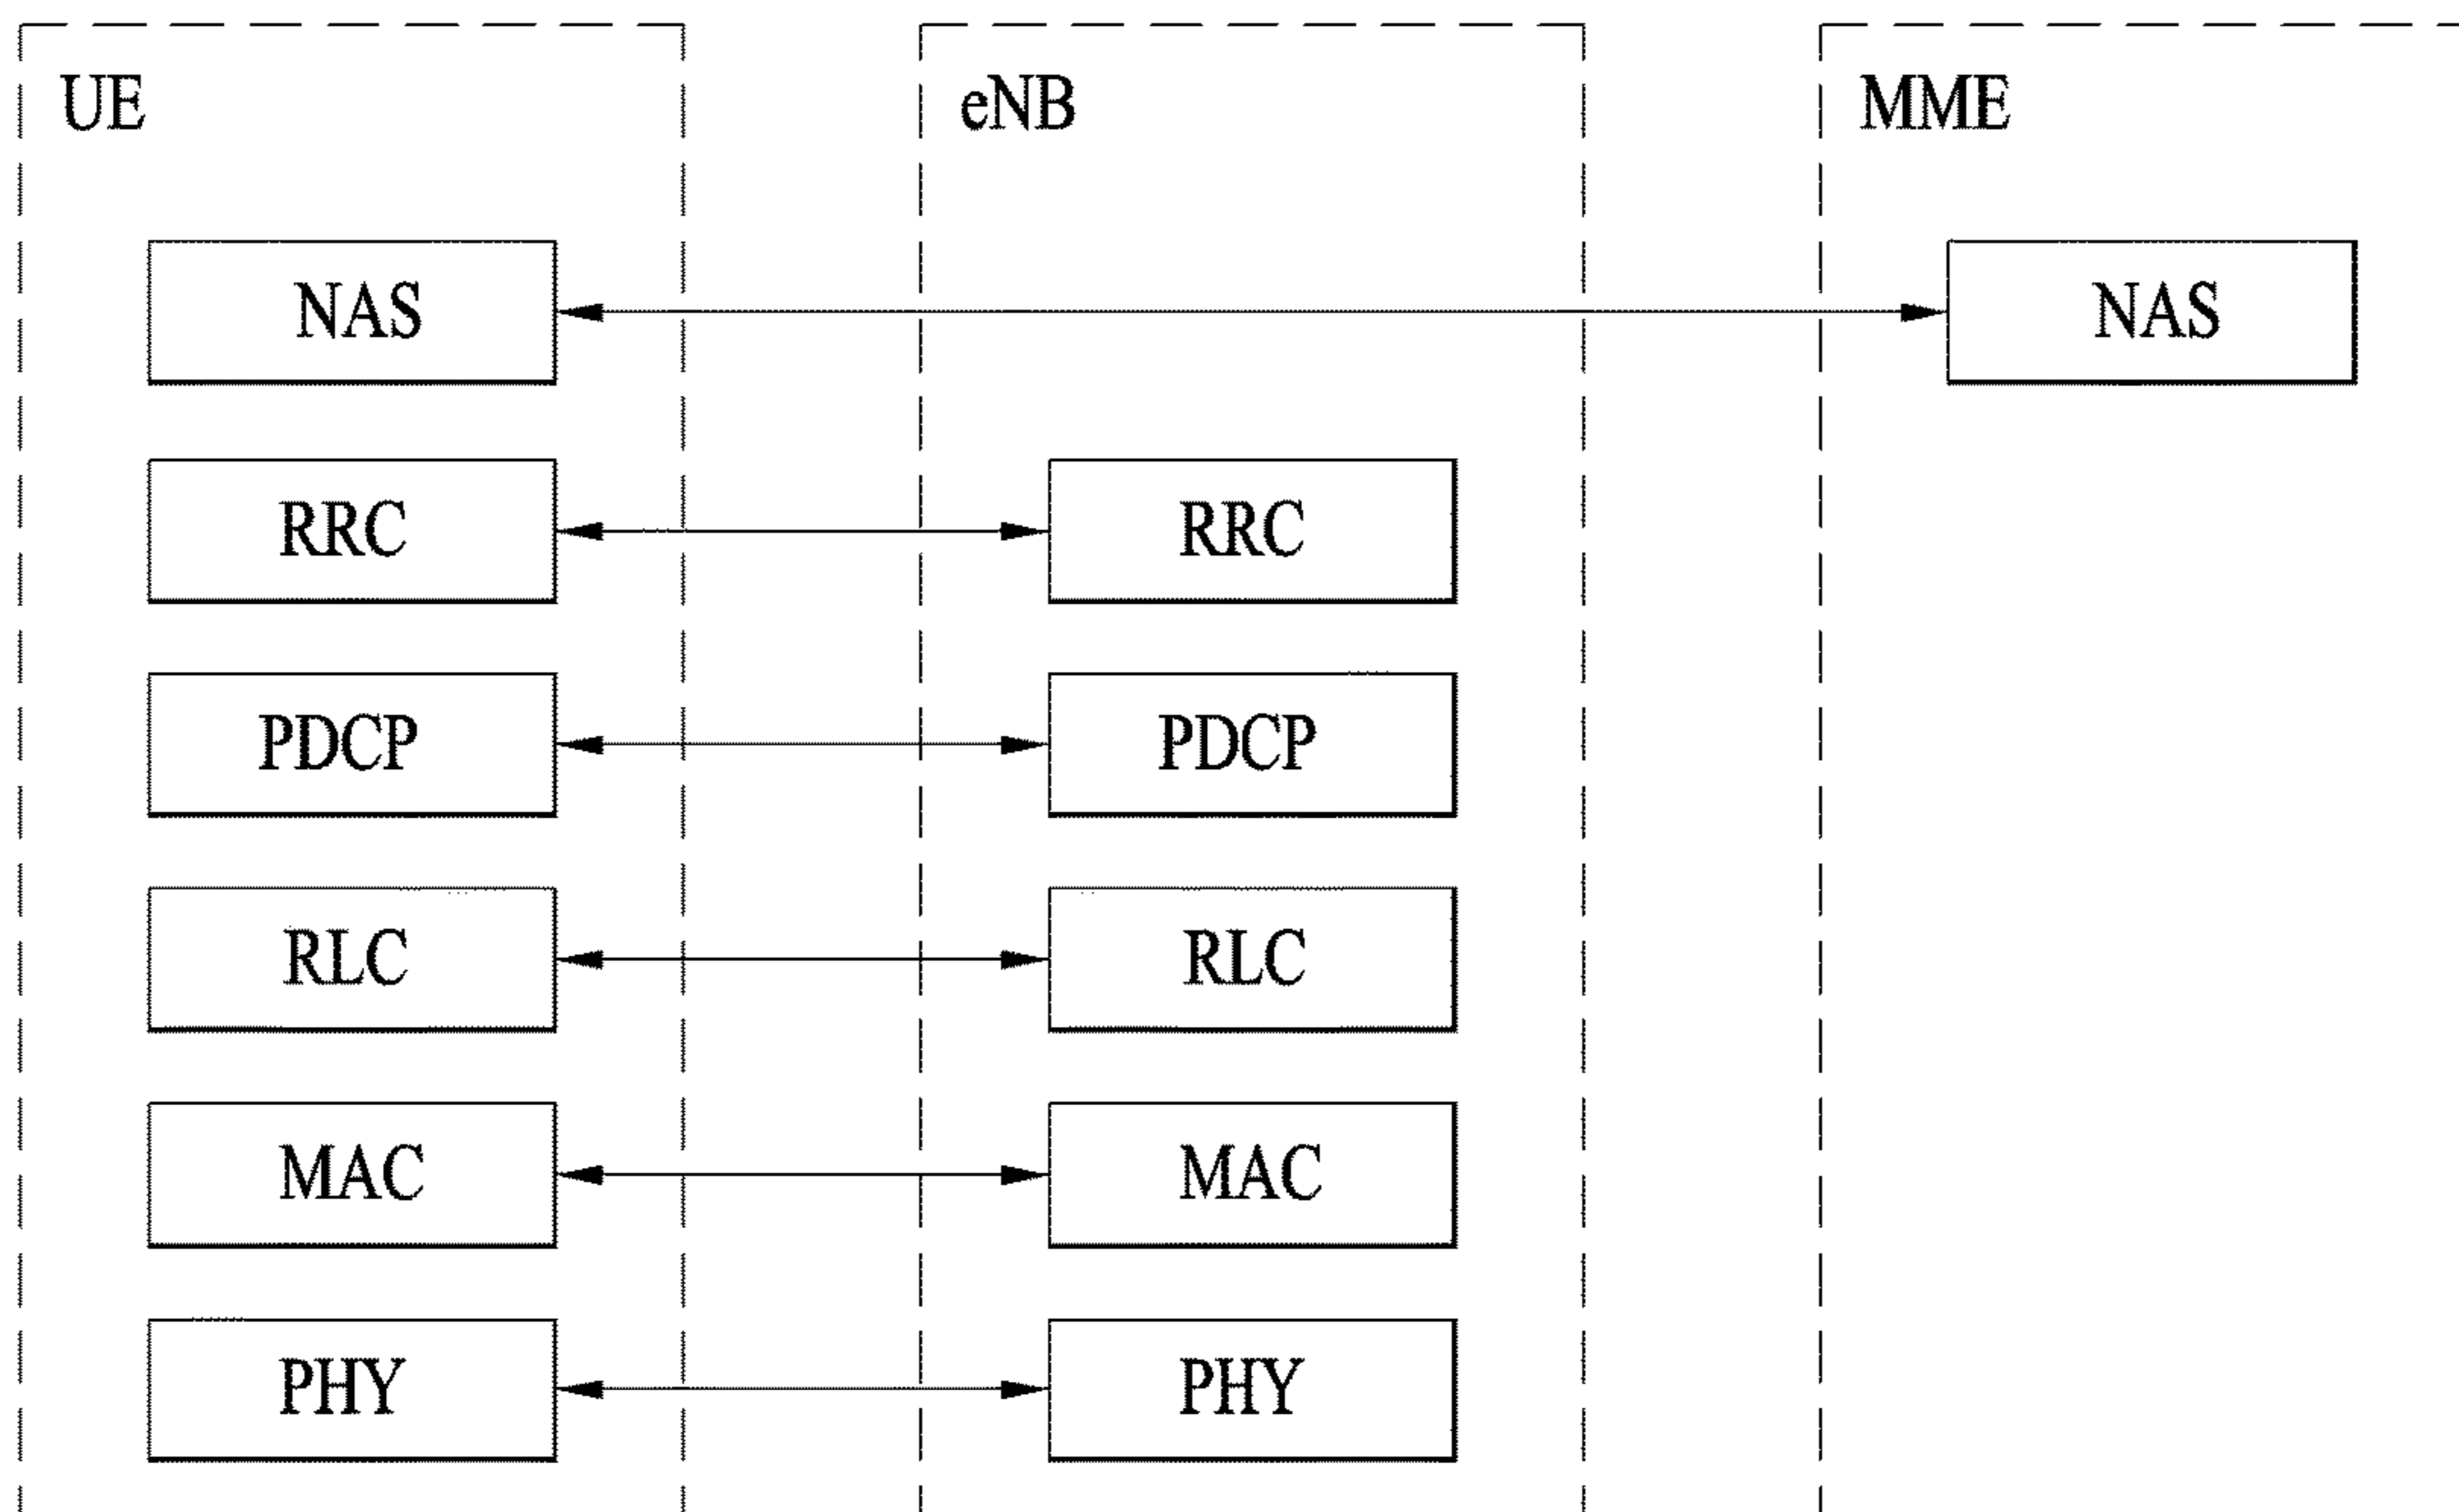 UE eNB MME
NAS NAS
RRC RRC
PDCP PDCP
RLC RLC
MAC MAC
PHY PHY